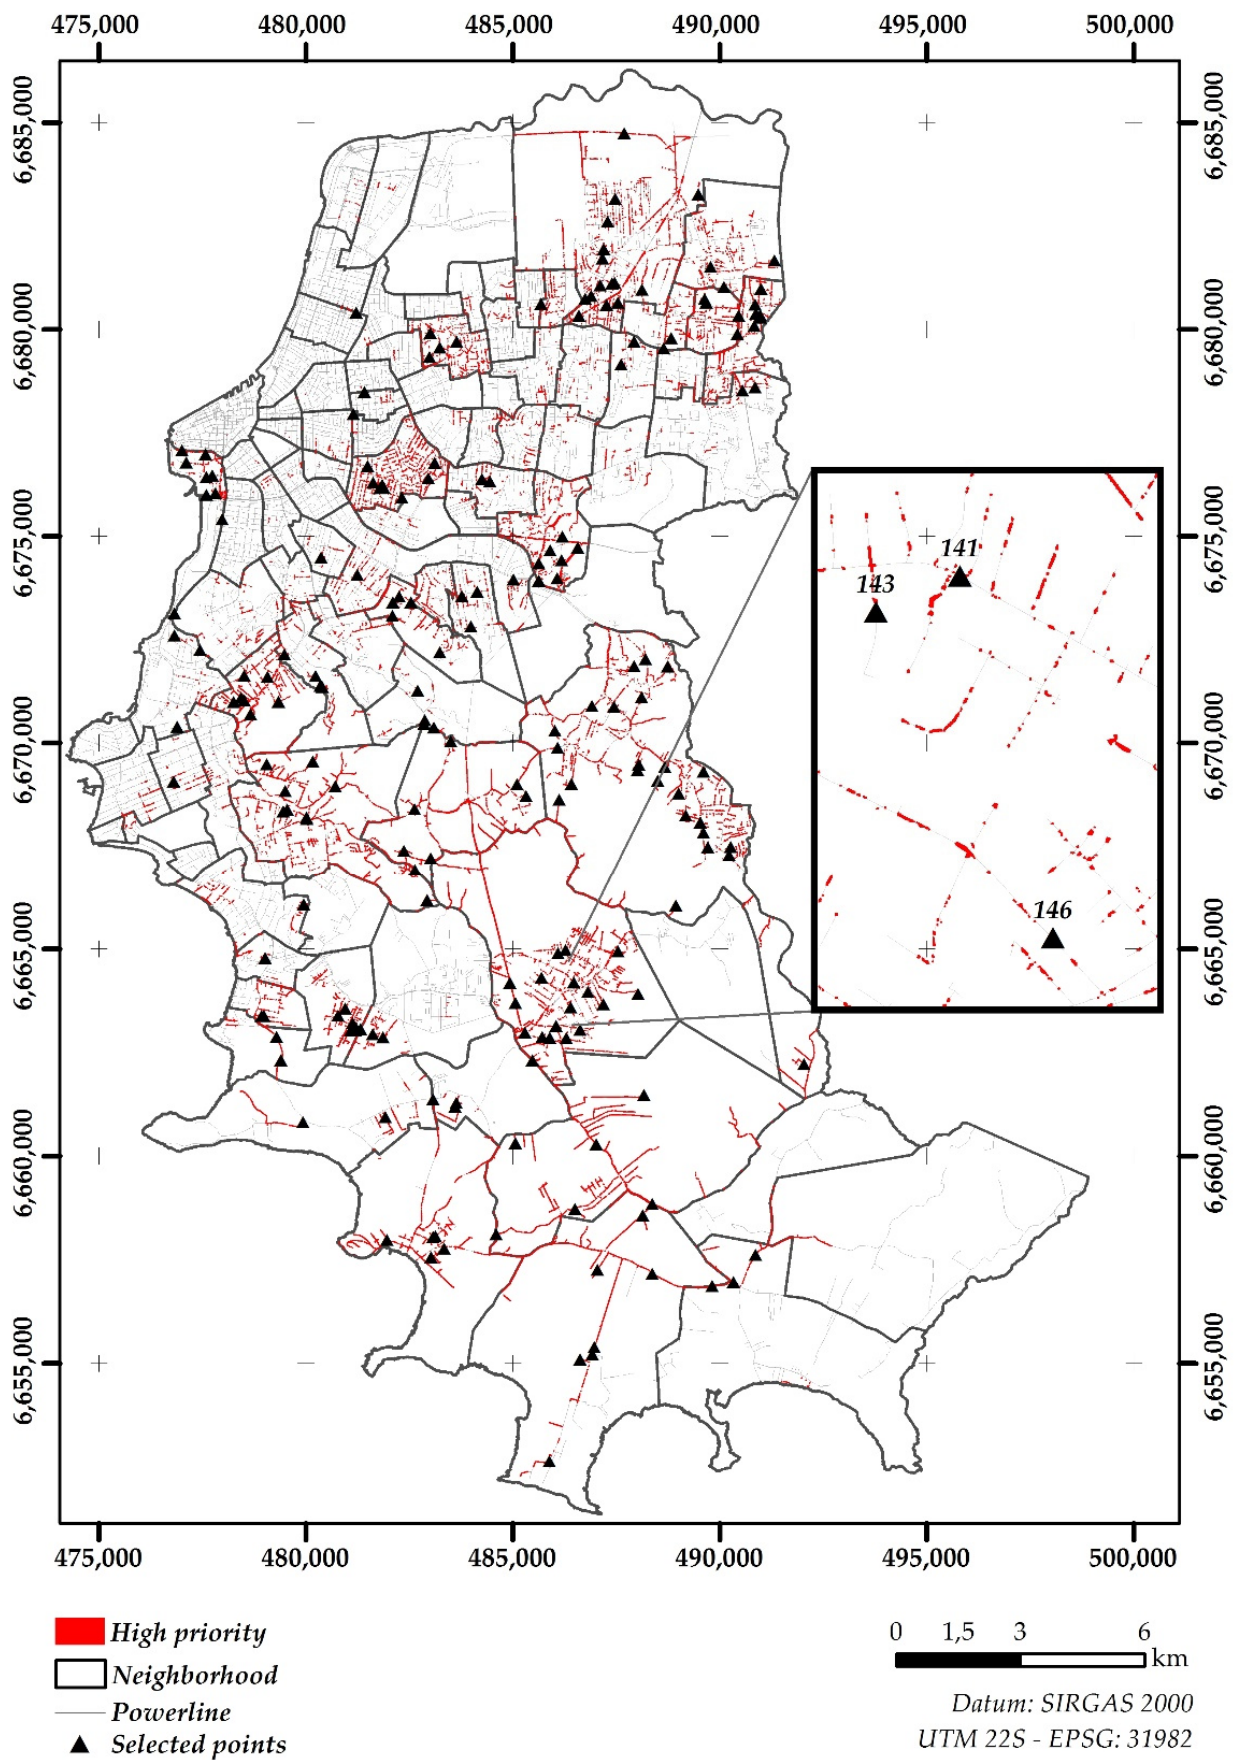 475,000 480,000 485,000 490,000 495,000 500,000
6,685,000 6,685,000
6,680,000 6,680,000
6,675,000 6,675,000
141
143
146
6,670,000 6,670,000
6,665,000 6,665,000
6,660,000 6,660,000
6,655,000 6,655,000
475,000 480,000 485,000 490,000 495,000 500,000
High priority
Neighborhood
Powerline
Selected points
0 1,5 3 6
km
Datum: SIRGAS 2000
UTM 22S - EPSG: 31982